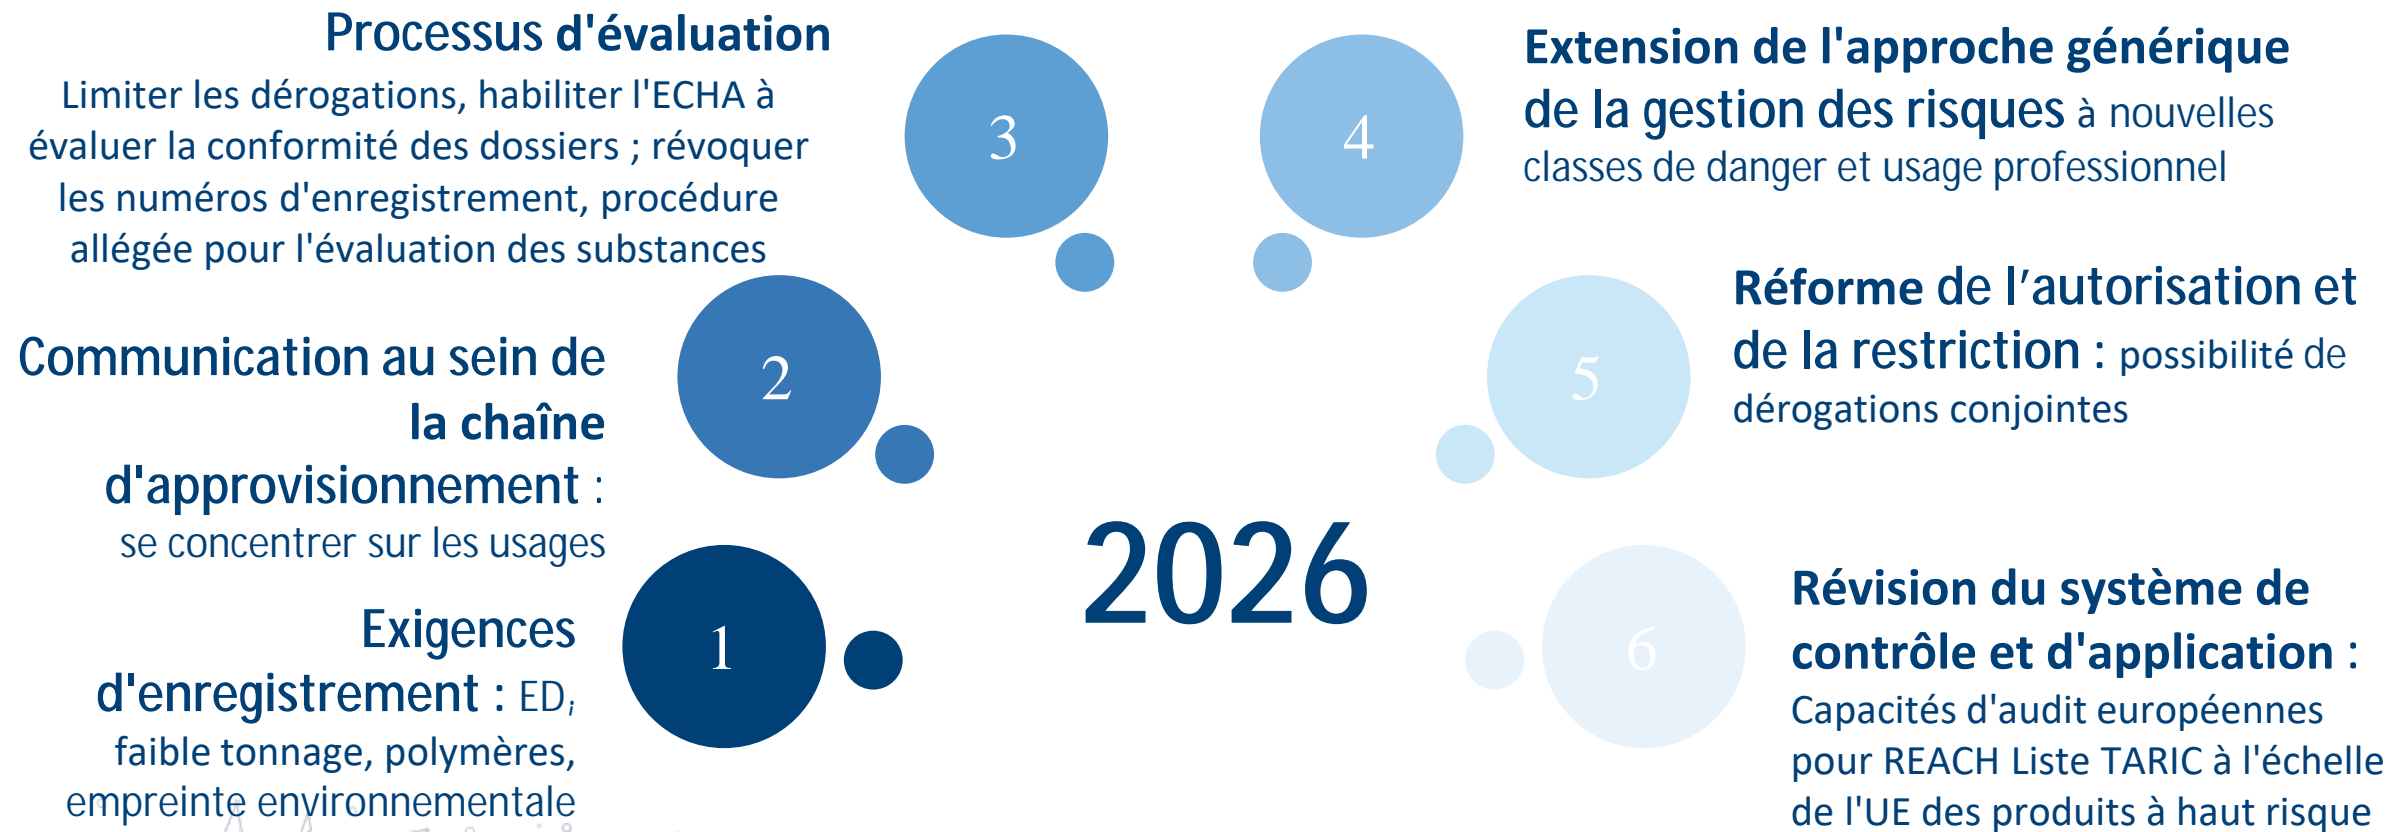 Processus d'évaluation
Limiter les dérogations, habiliter l'ECHA à
évaluer la conformité des dossiers ; révoquer
les numéros d'enregistrement, procédure
allégée pour l'évaluation des substances
3
4
Extension de l'approche générique
de la gestion des risques à nouvelles
classes de danger et usage professionnel
Communication au sein de
la chaîne
d'approvisionnement :
se concentrer sur les usages
2
5
Réforme de l’autorisation et
de la restriction : possibilité de
dérogations conjointes
2026
Exigences
d'enregistrement : ED;
faible tonnage, polymères,
empreinte environnementale
1
6
Révision du système de
contrôle et d'application :
Capacités d'audit européennes
pour REACH Liste TARIC à l'échelle
de l'UE des produits à haut risque